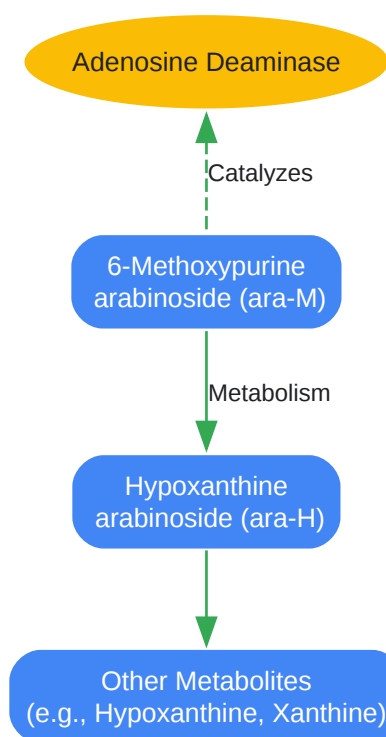 Adenosine Deaminase
Catalyzes
6-Methoxypurine
arabinoside (ara-M)
Metabolism
Hypoxanthine
arabinoside (ara-H)
Other Metabolites
(e.g., Hypoxanthine, Xanthine)